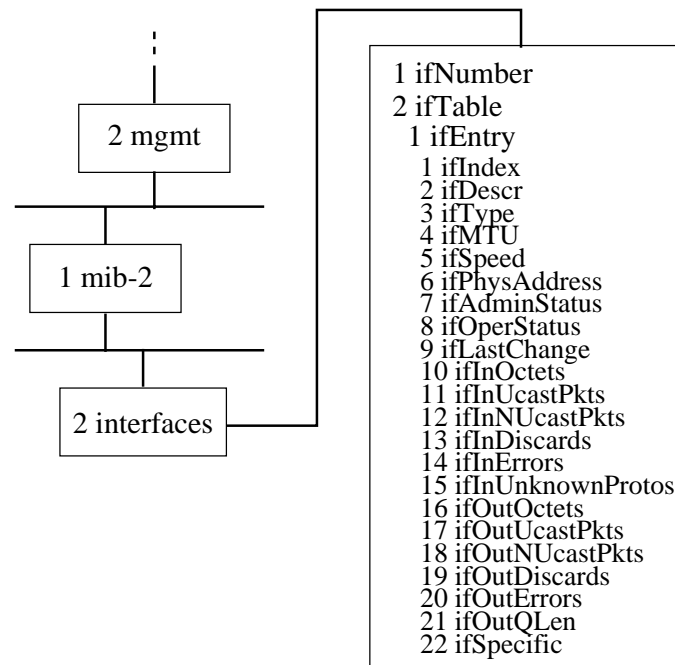 2 mgmt
1 mib-2
2 interfaces
1 ifNumber
2 ifTable
1 ifEntry
1 ifIndex
2 ifDescr
3 ifType
4 ifMTU
5 ifSpeed
6 ifPhysAddress
7 ifAdminStatus
8 ifOperStatus
9 ifLastChange
10 ifInOctets
11 ifInUcastPkts
12 ifInNUcastPkts
13 ifInDiscards
14 ifInErrors
15 ifInUnknownProtos
16 ifOutOctets
17 ifOutUcastPkts
18 ifOutNUcastPkts
19 ifOutDiscards
20 ifOutErrors
21 ifOutQLen
22 ifSpecific